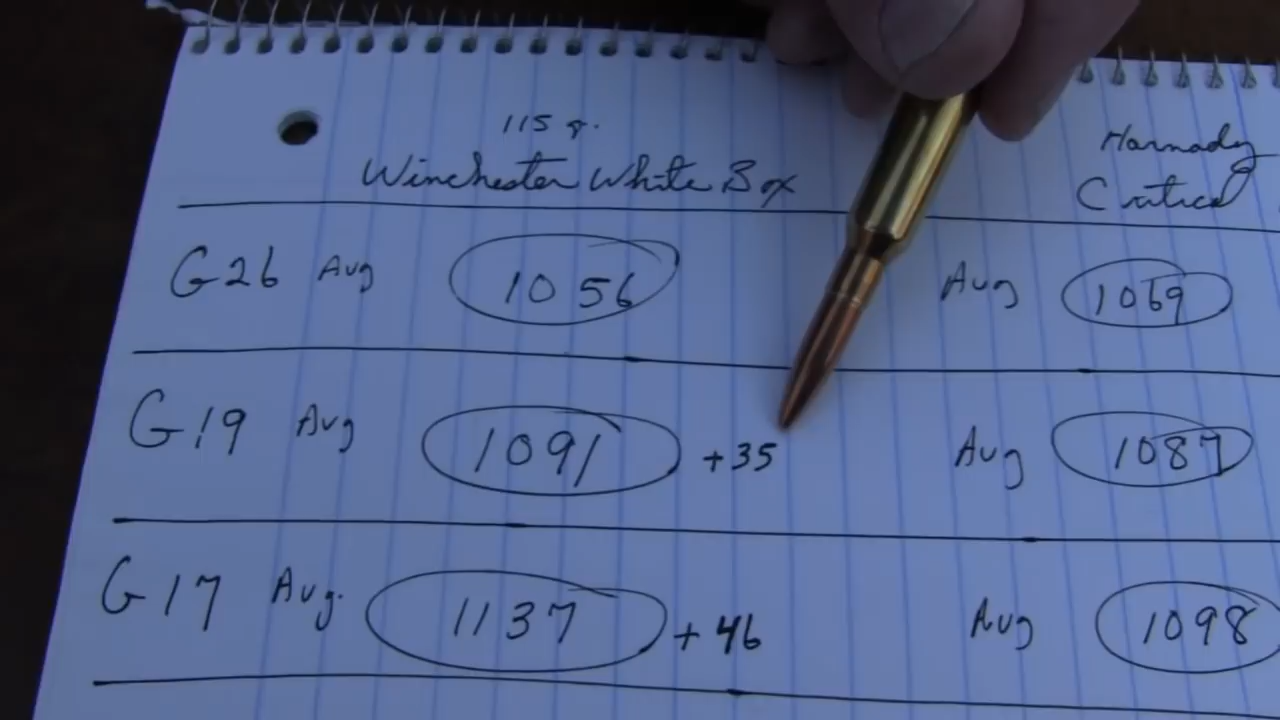 115 g.
Winchester White Box
Hornady
Critical
G26 Avg 1056 Avg 1069
G19 Avg 1091 +35 Avg 1087
G17 Avg. 1137 +46 Avg 1098